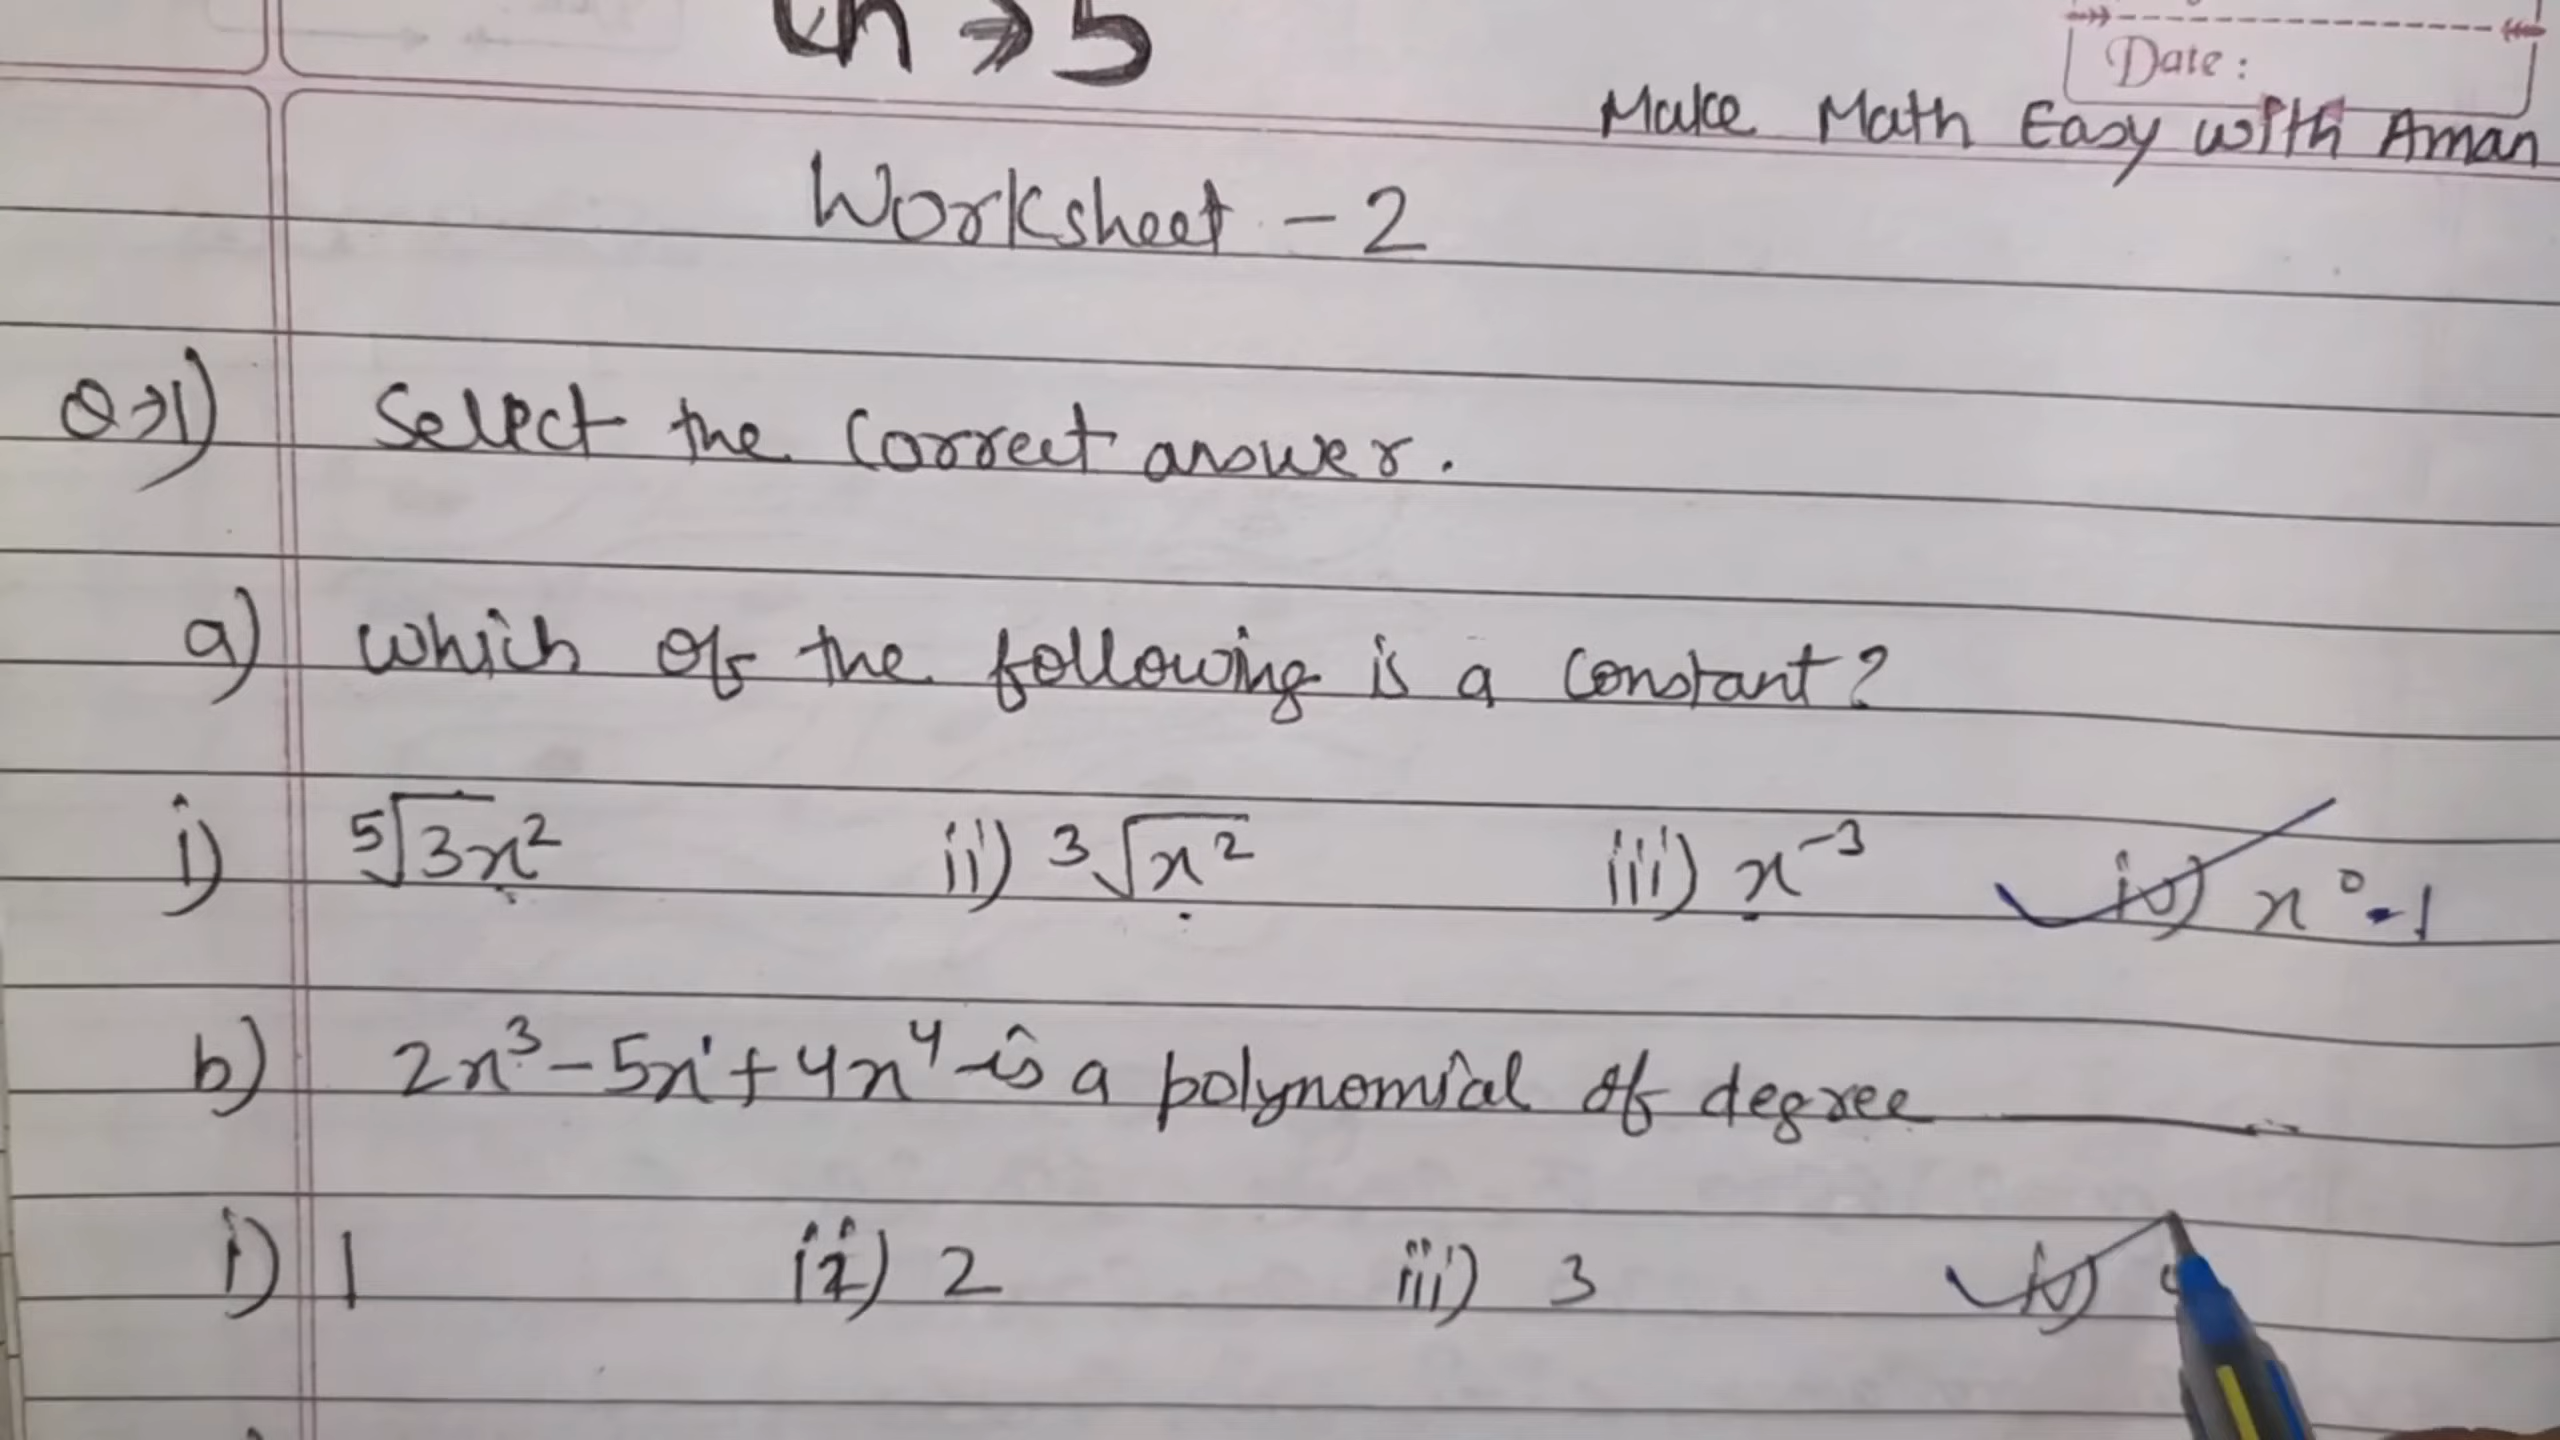 Ch → 5
Date :
Make Math Easy with Aman
Worksheet - 2
Q→1) Select the correct answer.
a) which of the following is a constant?
i) ⁵√3x² ii) ³√x² iii) x⁻³ iv) x⁰ = 1
b) 2x³ - 5x¹ + 4x⁴ is a polynomial of degree ______
i) 1 ii) 2 iii) 3 iv)